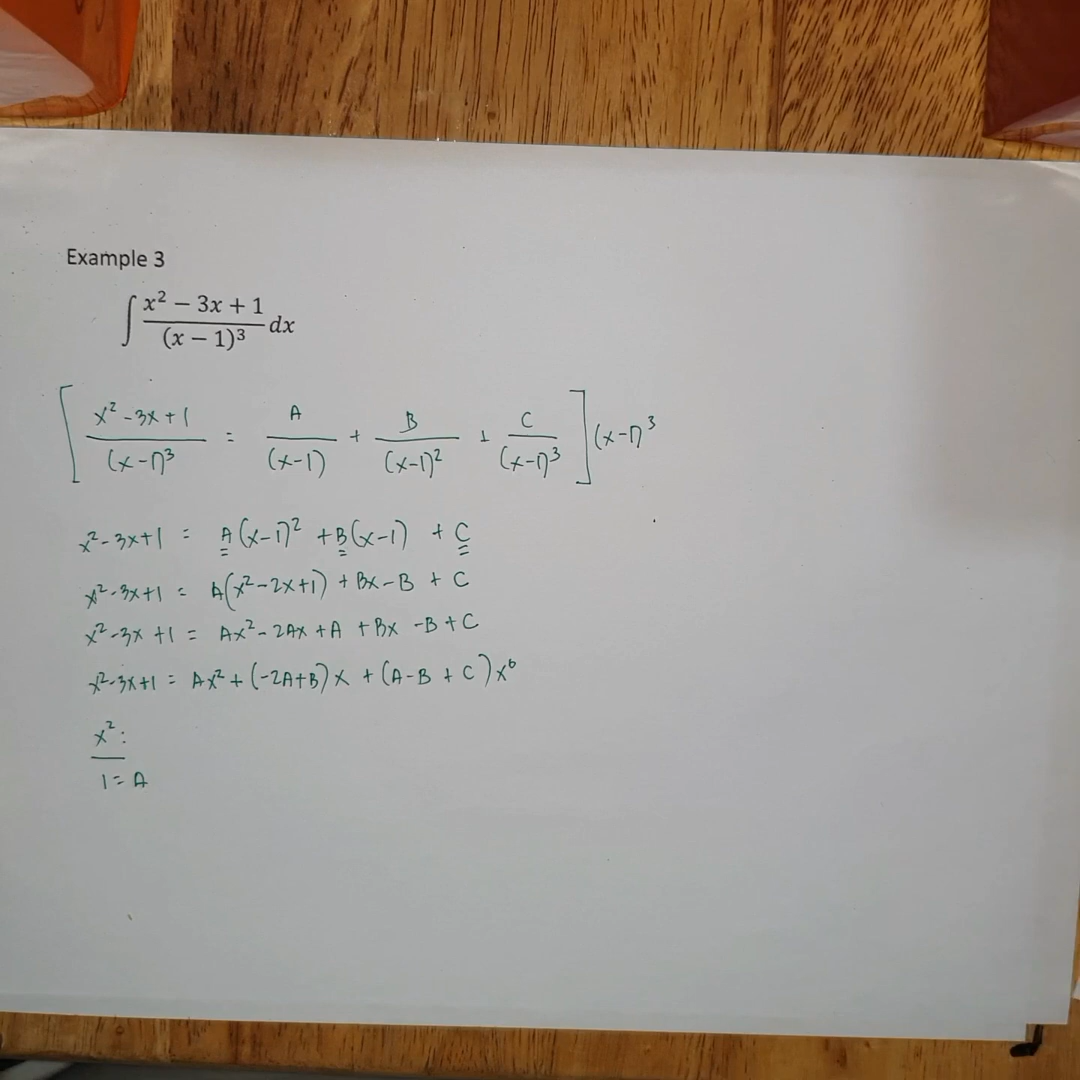 Example 3
∫ (x² − 3x + 1)/(x − 1)³ dx
[ (x² - 3x + 1)/(x-1)³ = A/(x-1) + B/(x-1)² + C/(x-1)³ ] (x-1)³
x² - 3x + 1 = A(x-1)² + B(x-1) + C
x² - 3x + 1 = A(x² - 2x + 1) + Bx - B + C
x² - 3x + 1 = Ax² - 2Ax + A + Bx - B + C
x² - 3x + 1 = Ax² + (-2A+B)x + (A - B + C)x⁰
x²:
1 = A